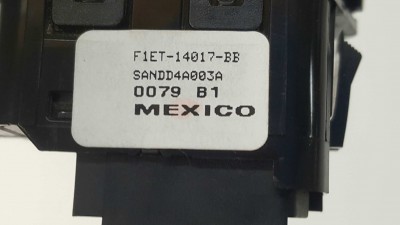 F1ET-14017-BB
SANDD4A003A
0079 B1
MEXICO